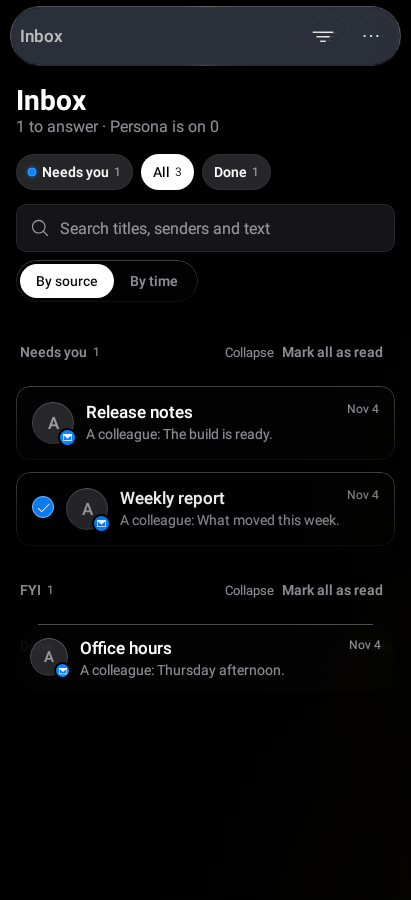 Inbox
Inbox
1 to answer · Persona is on 0
Needs you 1 All 3 Done 1
Search titles, senders and text
By source By time
Needs you 1 Collapse Mark all as read
A Release notes Nov 4
A colleague: The build is ready.
A Weekly report Nov 4
A colleague: What moved this week.
FYI 1 Collapse Mark all as read
A Office hours Nov 4
A colleague: Thursday afternoon.